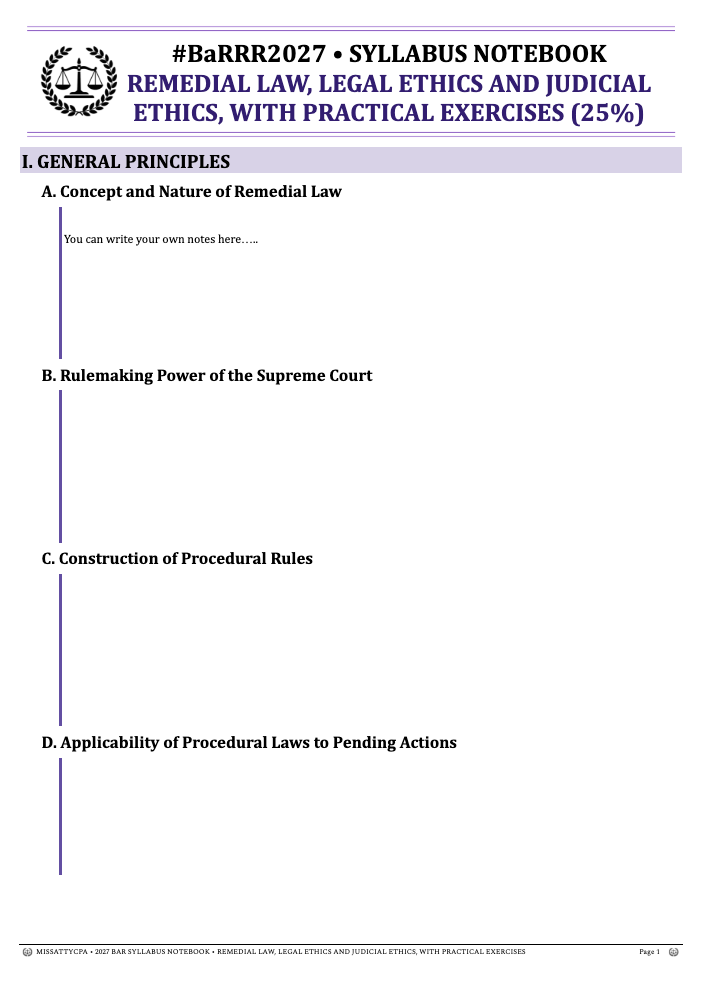 #BaRRR2027 • SYLLABUS NOTEBOOK
REMEDIAL LAW, LEGAL ETHICS AND JUDICIAL
ETHICS, WITH PRACTICAL EXERCISES (25%)
I. GENERAL PRINCIPLES
A. Concept and Nature of Remedial Law
You can write your own notes here…..
B. Rulemaking Power of the Supreme Court
C. Construction of Procedural Rules
D. Applicability of Procedural Laws to Pending Actions
MISSATTYCPA • 2027 BAR SYLLABUS NOTEBOOK • REMEDIAL LAW, LEGAL ETHICS AND JUDICIAL ETHICS, WITH PRACTICAL EXERCISES Page 1